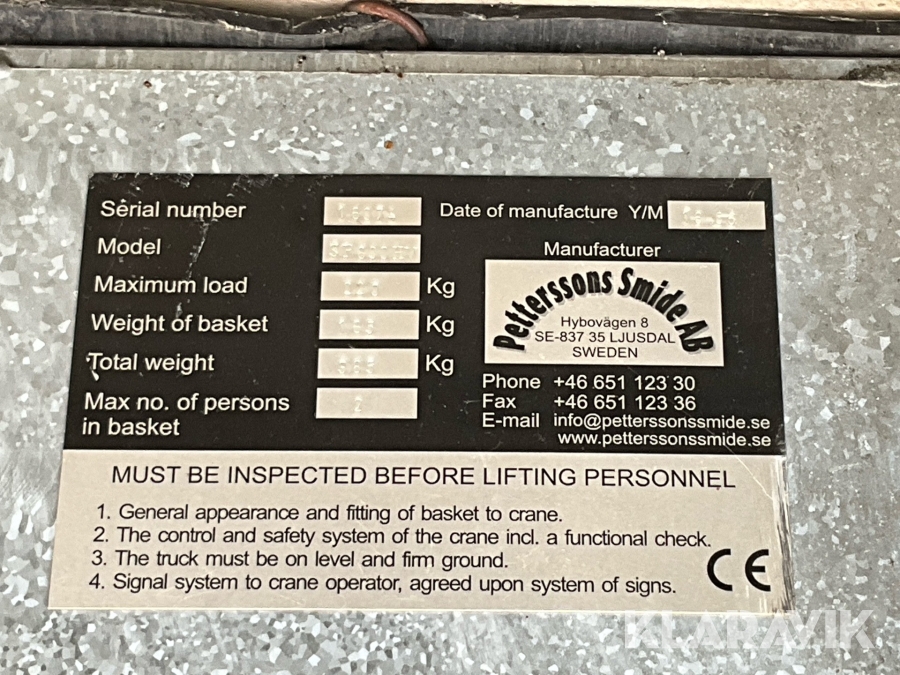 Serial number
Date of manufacture Y/M
Model
Manufacturer
Maximum load Kg
Weight of basket Kg
Total weight Kg
Max no. of persons
in basket 2
Petterssons Smide AB
Hybovägen 8
SE-837 35 LJUSDAL
SWEDEN
Phone +46 651 123 30
Fax +46 651 123 36
E-mail info@petterssonssmide.se
www.petterssonssmide.se
MUST BE INSPECTED BEFORE LIFTING PERSONNEL
1. General appearance and fitting of basket to crane.
2. The control and safety system of the crane incl. a functional check.
3. The truck must be on level and firm ground.
4. Signal system to crane operator, agreed upon system of signs.
CE
KLARAVIK